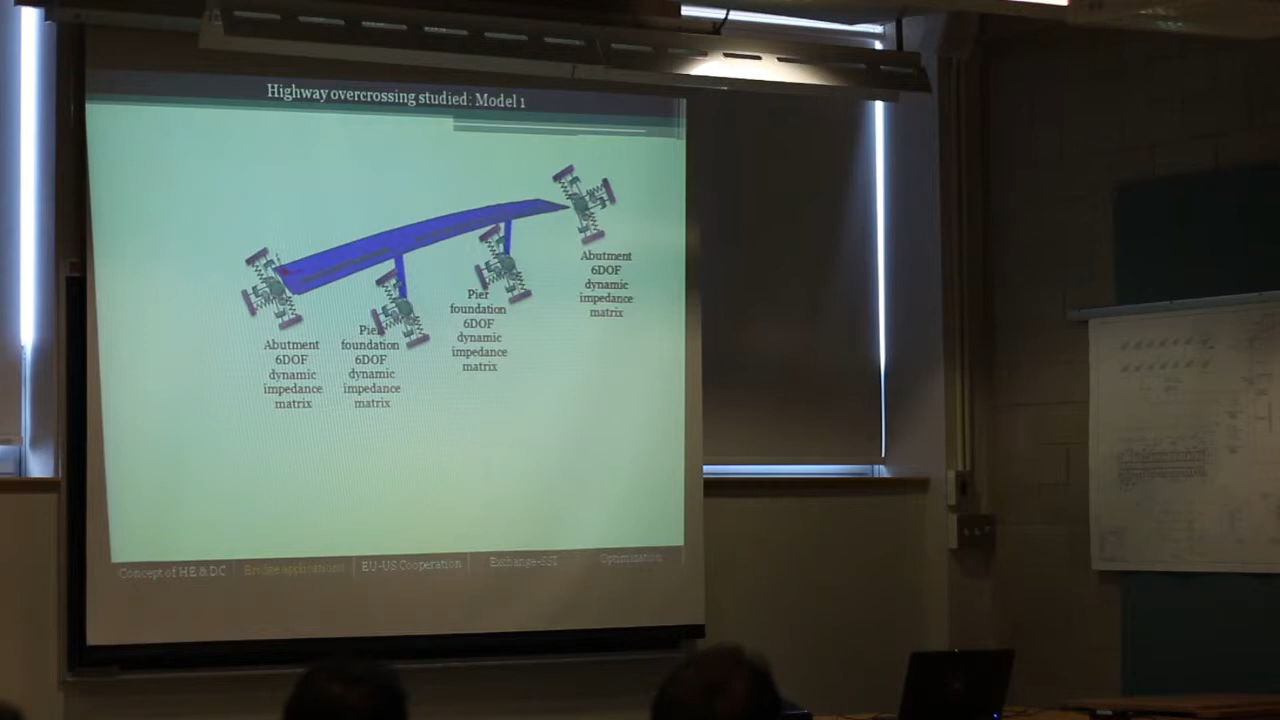 Highway overcrossing studied: Model 1
Abutment
6DOF
dynamic
impedance
matrix
Pier
foundation
6DOF
dynamic
impedance
matrix
Pier
foundation
6DOF
dynamic
impedance
matrix
Abutment
6DOF
dynamic
impedance
matrix
Concept of HE & DC
Bridge applications
EU-US Cooperation
Exchange-SSI
Optimization